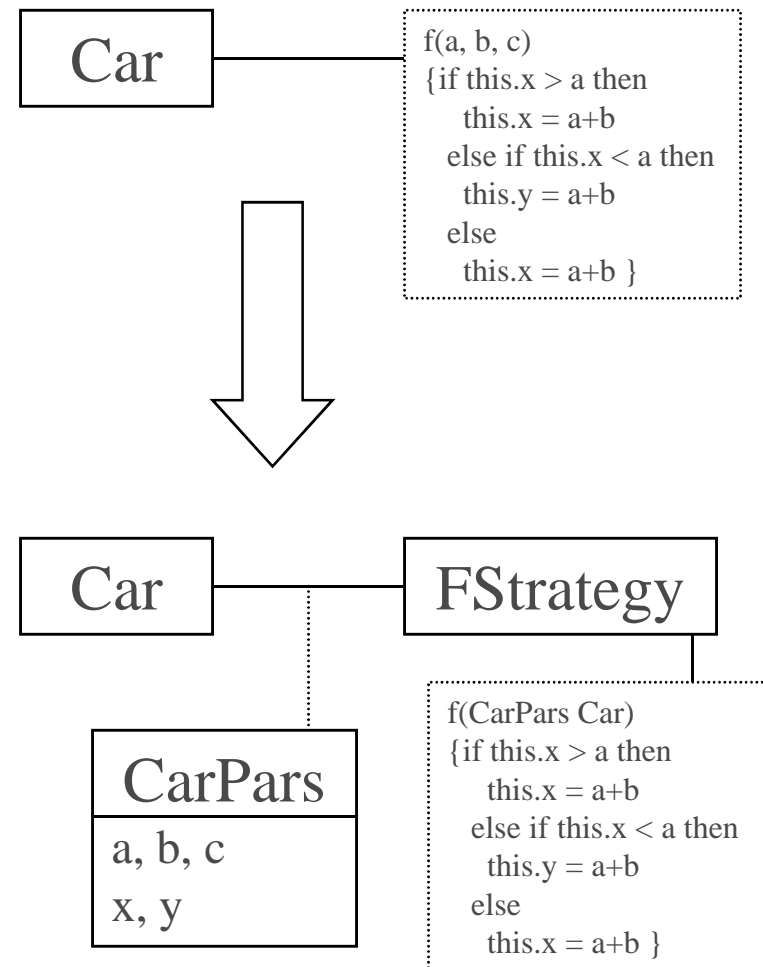 Car
f(a, b, c)
{if this.x > a then
this.x = a+b
else if this.x < a then
this.y = a+b
else
this.x = a+b }
Car
FStrategy
CarPars
a, b, c
x, y
f(CarPars Car)
{if this.x > a then
this.x = a+b
else if this.x < a then
this.y = a+b
else
this.x = a+b }